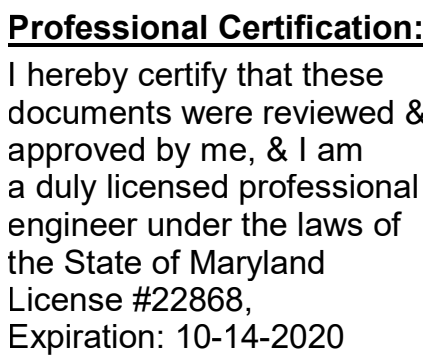 Professional Certification:
I hereby certify that these
documents were reviewed &
approved by me, & I am
a duly licensed professional
engineer under the laws of
the State of Maryland
License #22868,
Expiration: 10-14-2020